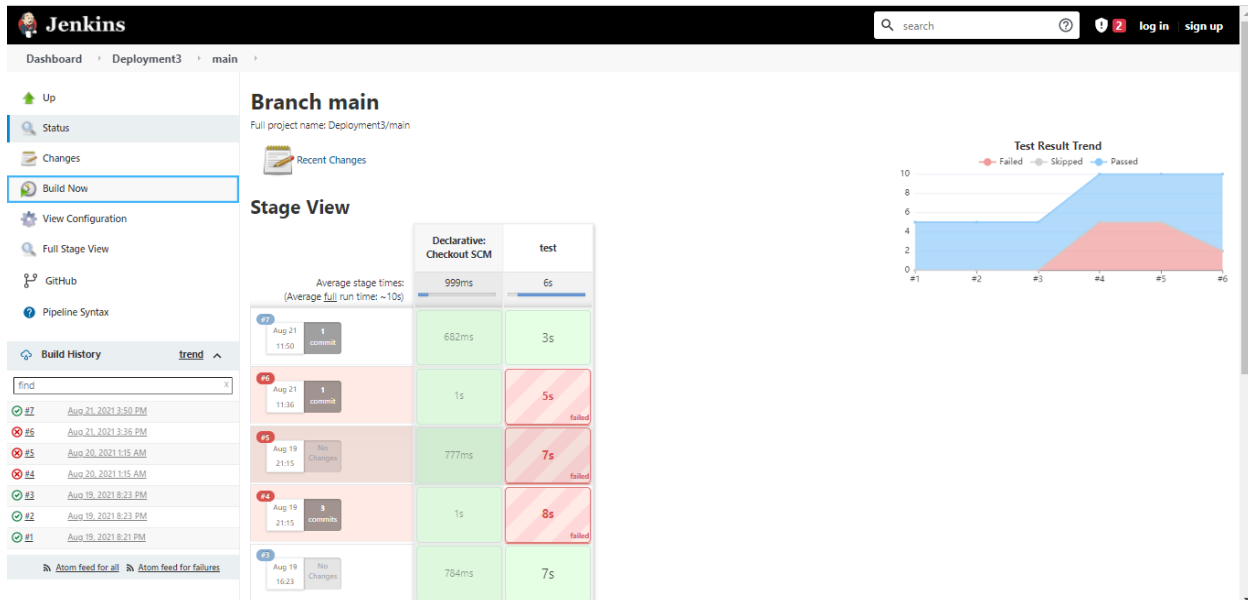 Jenkins
search
2
log in
sign up
Dashboard
Deployment3
main
Up
Status
Changes
Build Now
View Configuration
Full Stage View
GitHub
Pipeline Syntax
Build History
trend
find
X
#7 Aug 21, 2021 3:50 PM
#6 Aug 21, 2021 3:36 PM
#5 Aug 20, 2021 1:15 AM
#4 Aug 20, 2021 1:15 AM
#3 Aug 19, 2021 8:23 PM
#2 Aug 19, 2021 8:23 PM
#1 Aug 19, 2021 8:21 PM
Atom feed for all Atom feed for failures
Branch main
Full project name: Deployment3/main
Recent Changes
Stage View
Declarative:
Checkout SCM
test
Average stage times:
(Average full run time: ~10s)
999ms
6s
#7
Aug 21
11:50
1
commit
682ms
3s
#6
Aug 21
11:36
1
commit
1s
5s
failed
#5
Aug 19
21:15
No
Changes
777ms
7s
failed
#4
Aug 19
21:15
3
commits
1s
8s
failed
#3
Aug 19
16:23
No
Changes
784ms
7s
Test Result Trend
Failed Skipped Passed
10
8
6
4
2
0
#1 #2 #3 #4 #5 #6